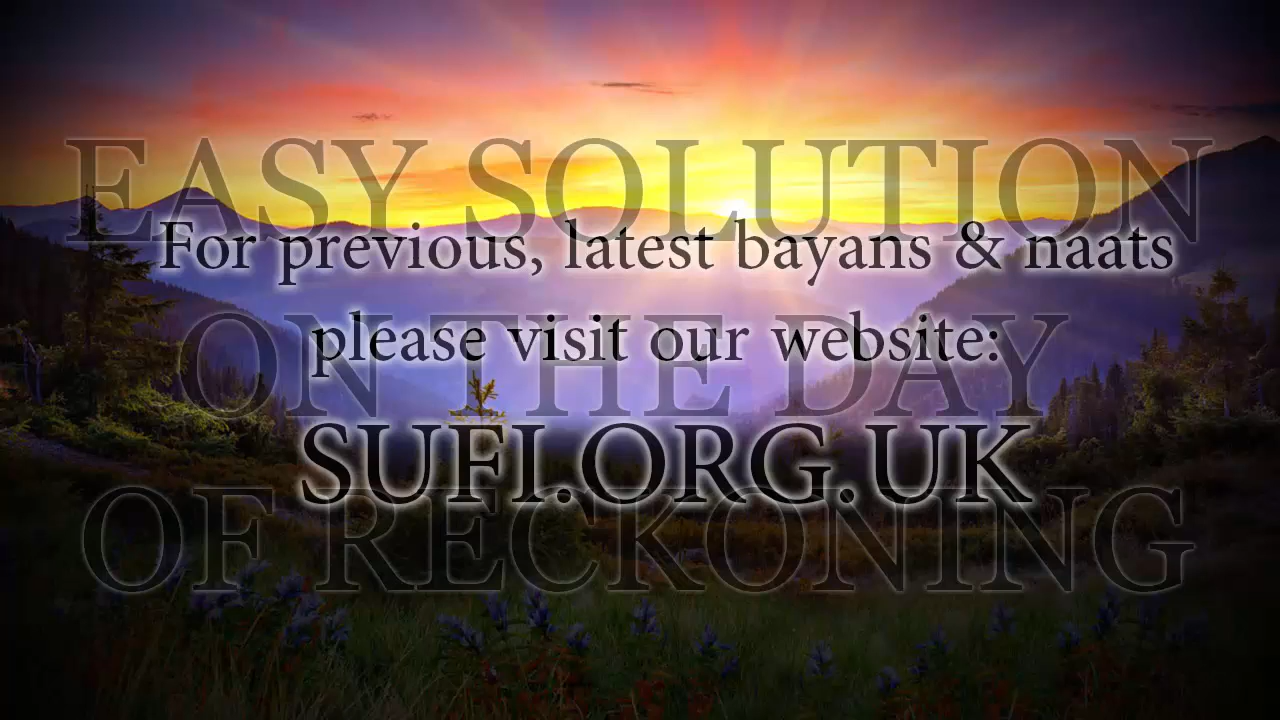 EASY SOLUTION
For previous, latest bayans & naats
please visit our website:
ON THE DAY
SUFI.ORG.UK
OF RECKONING